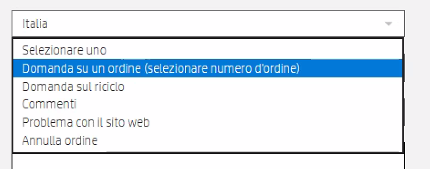 Italia
Selezionare uno
Domanda su un ordine (selezionare numero d'ordine)
Domanda sul riciclo
Commenti
Problema con il sito web
Annulla ordine